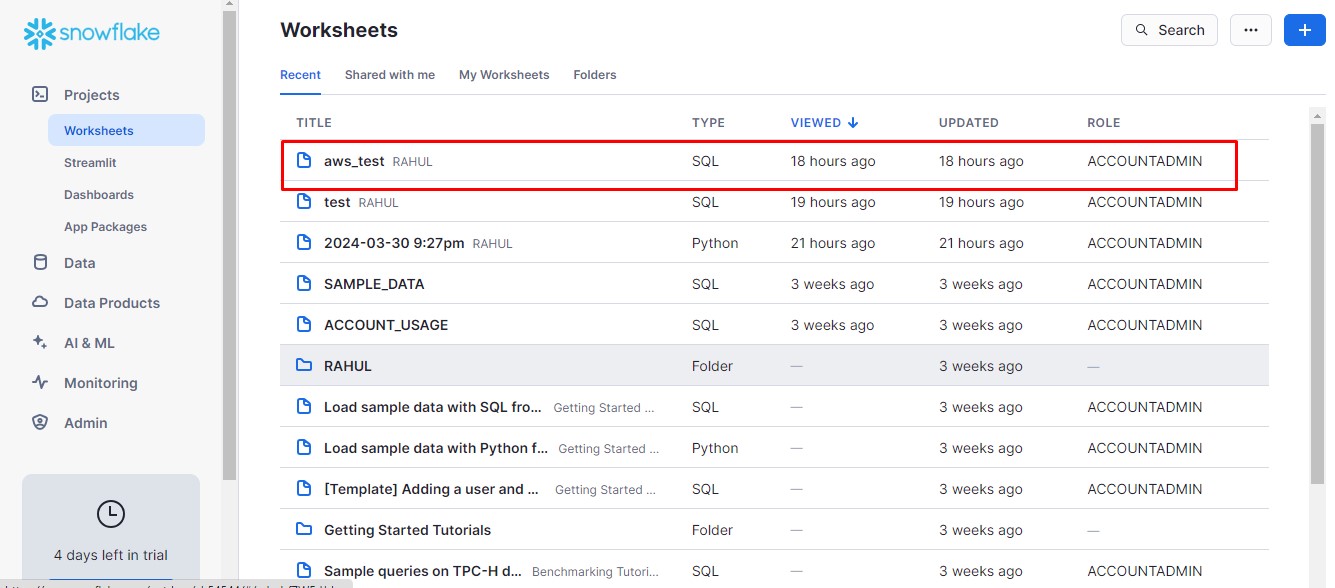 snowflake
Projects
Worksheets
Streamlit
Dashboards
App Packages
Data
Data Products
AI & ML
Monitoring
Admin
4 days left in trial
Worksheets
Search
Recent Shared with me My Worksheets Folders
TITLE TYPE VIEWED UPDATED ROLE
aws_test RAHUL SQL 18 hours ago 18 hours ago ACCOUNTADMIN
test RAHUL SQL 19 hours ago 19 hours ago ACCOUNTADMIN
2024-03-30 9:27pm RAHUL Python 21 hours ago 21 hours ago ACCOUNTADMIN
SAMPLE_DATA SQL 3 weeks ago 3 weeks ago ACCOUNTADMIN
ACCOUNT_USAGE SQL 3 weeks ago 3 weeks ago ACCOUNTADMIN
RAHUL Folder — 3 weeks ago —
Load sample data with SQL fro... Getting Started ... SQL — 3 weeks ago ACCOUNTADMIN
Load sample data with Python f... Getting Started ... Python — 3 weeks ago ACCOUNTADMIN
[Template] Adding a user and ... Getting Started ... SQL — 3 weeks ago ACCOUNTADMIN
Getting Started Tutorials Folder — 3 weeks ago —
Sample queries on TPC-H d... Benchmarking Tutori... SQL — 3 weeks ago ACCOUNTADMIN